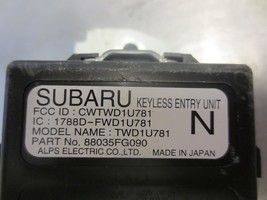 SUBARU KEYLESS ENTRY UNIT
FCC ID : CWTWD1U781
IC : 1788D-FWD1U781
N
MODEL NAME : TWD1U781
PART No. 88035FG090
ALPS ELECTRIC CO.,LTD. MADE IN JAPAN